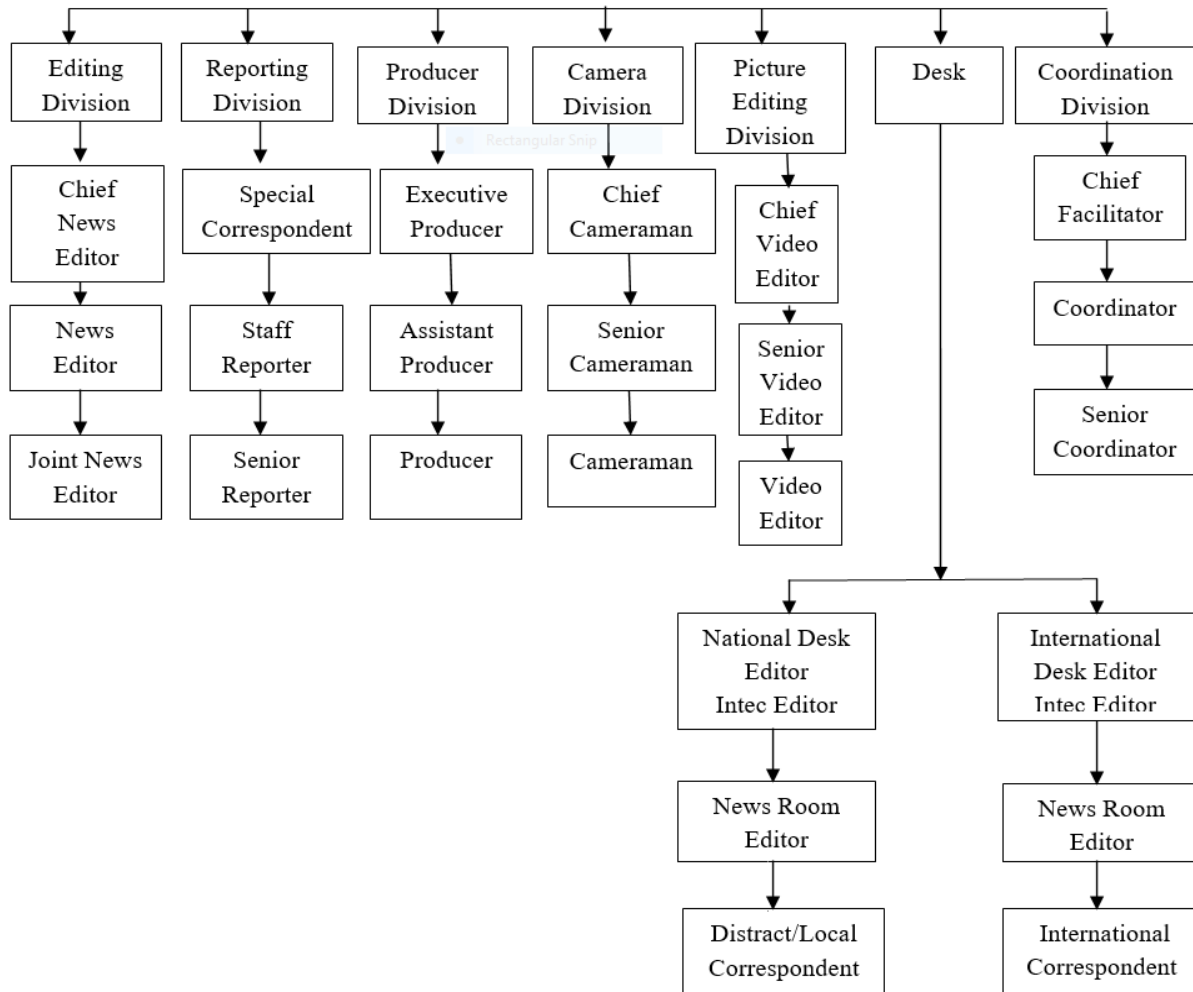 Editing
Division
Reporting
Division
Producer
Division
Camera
Division
Picture
Editing
Division
Desk
Coordination
Division
Rectangular Snip
Chief
News
Editor
Special
Correspondent
Executive
Producer
Chief
Cameraman
Chief
Video
Editor
Chief
Facilitator
News
Editor
Staff
Reporter
Assistant
Producer
Senior
Cameraman
Senior
Video
Editor
Coordinator
Joint News
Editor
Senior
Reporter
Producer
Cameraman
Video
Editor
Senior
Coordinator
National Desk
Editor
Intec Editor
International
Desk Editor
Intec Editor
News Room
Editor
News Room
Editor
Distract/Local
Correspondent
International
Correspondent